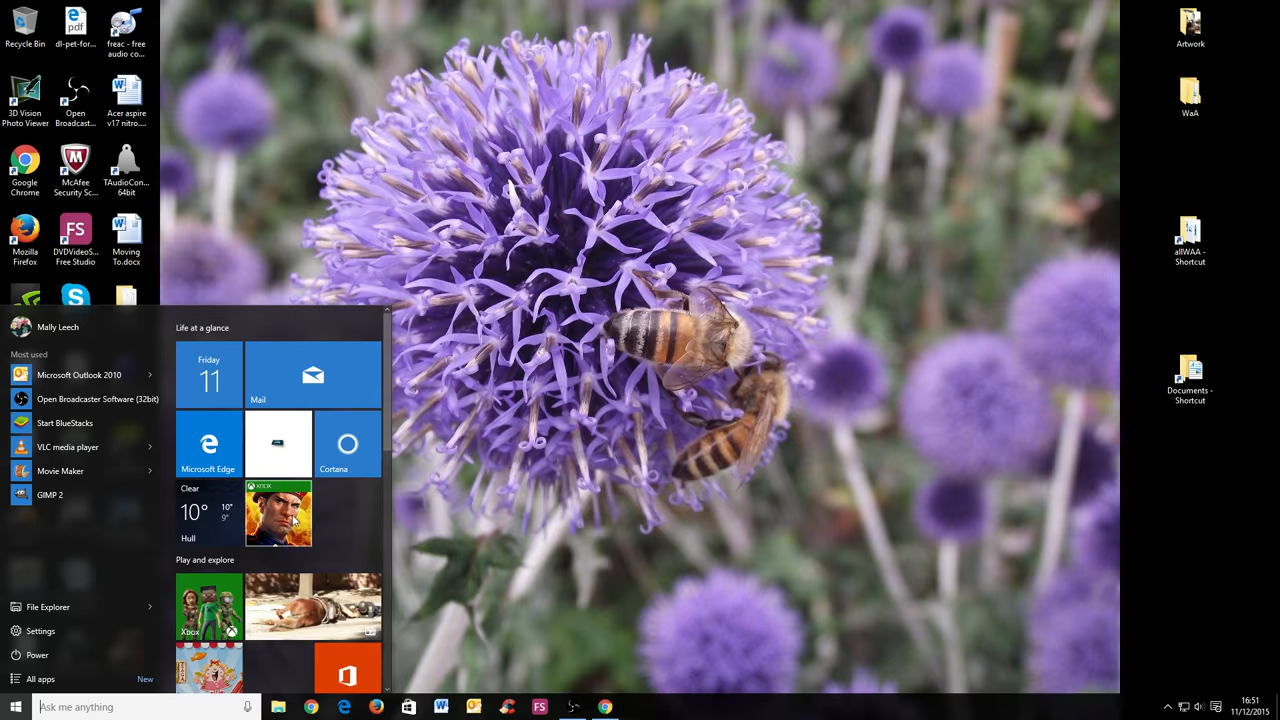 Recycle Bin
dl-pet-for...
freac - free
audio co...
3D Vision
Photo Viewer
Open
Broadcast...
Acer aspire
v17 nitro....
Google
Chrome
McAfee
Security Sc...
TAudioCon...
64bit
Mozilla
Firefox
FS
DVDVideoS...
Free Studio
Moving
To.docx
Artwork
WaA
allWAA -
Shortcut
Documents -
Shortcut
Mally Leech
Most used
Microsoft Outlook 2010
Open Broadcaster Software (32bit)
Start BlueStacks
VLC media player
Movie Maker
GIMP 2
File Explorer
Settings
Power
All apps
New
Life at a glance
Friday
11
Mail
Microsoft Edge
Cortana
Clear
10°
10°
9°
Hull
XBOX
Play and explore
Xbox
Ask me anything
FS
16:51
11/12/2015